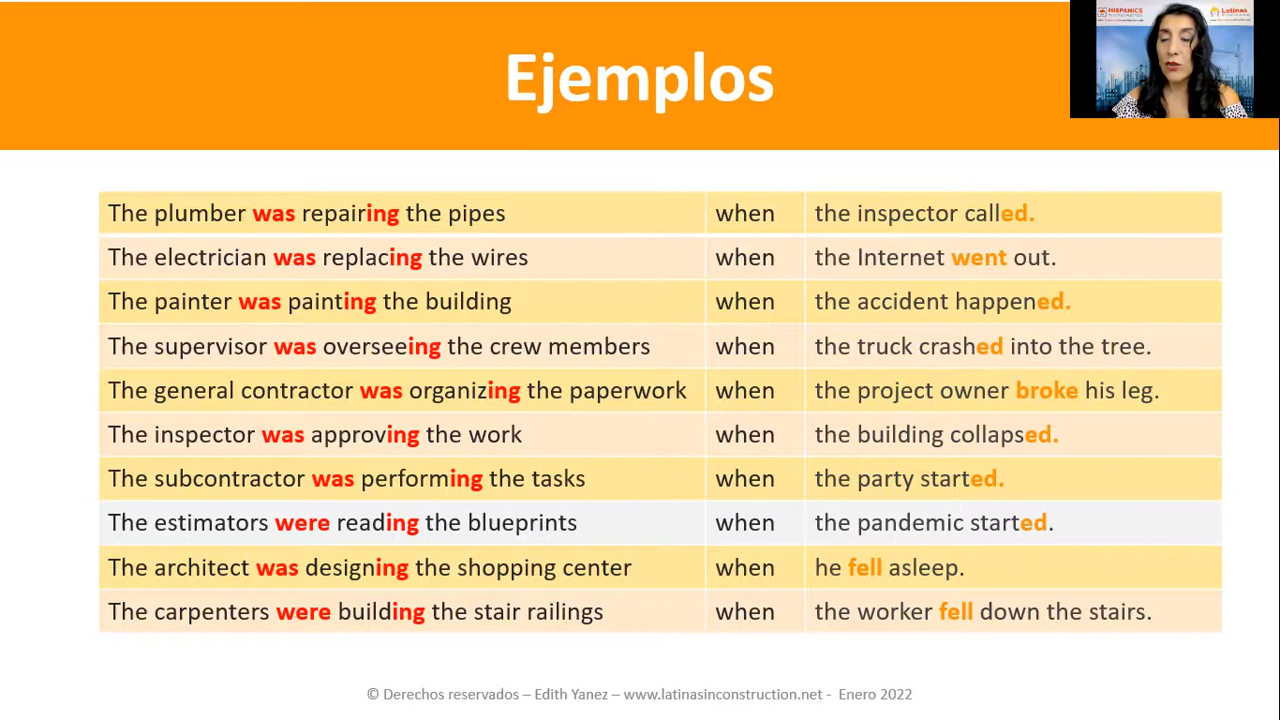 Ejemplos
HISPANICS
Latinas
The plumber was repairing the pipes when the inspector called.
The electrician was replacing the wires when the Internet went out.
The painter was painting the building when the accident happened.
The supervisor was overseeing the crew members when the truck crashed into the tree.
The general contractor was organizing the paperwork when the project owner broke his leg.
The inspector was approving the work when the building collapsed.
The subcontractor was performing the tasks when the party started.
The estimators were reading the blueprints when the pandemic started.
The architect was designing the shopping center when he fell asleep.
The carpenters were building the stair railings when the worker fell down the stairs.
© Derechos reservados – Edith Yanez – www.latinasinconstruction.net - Enero 2022